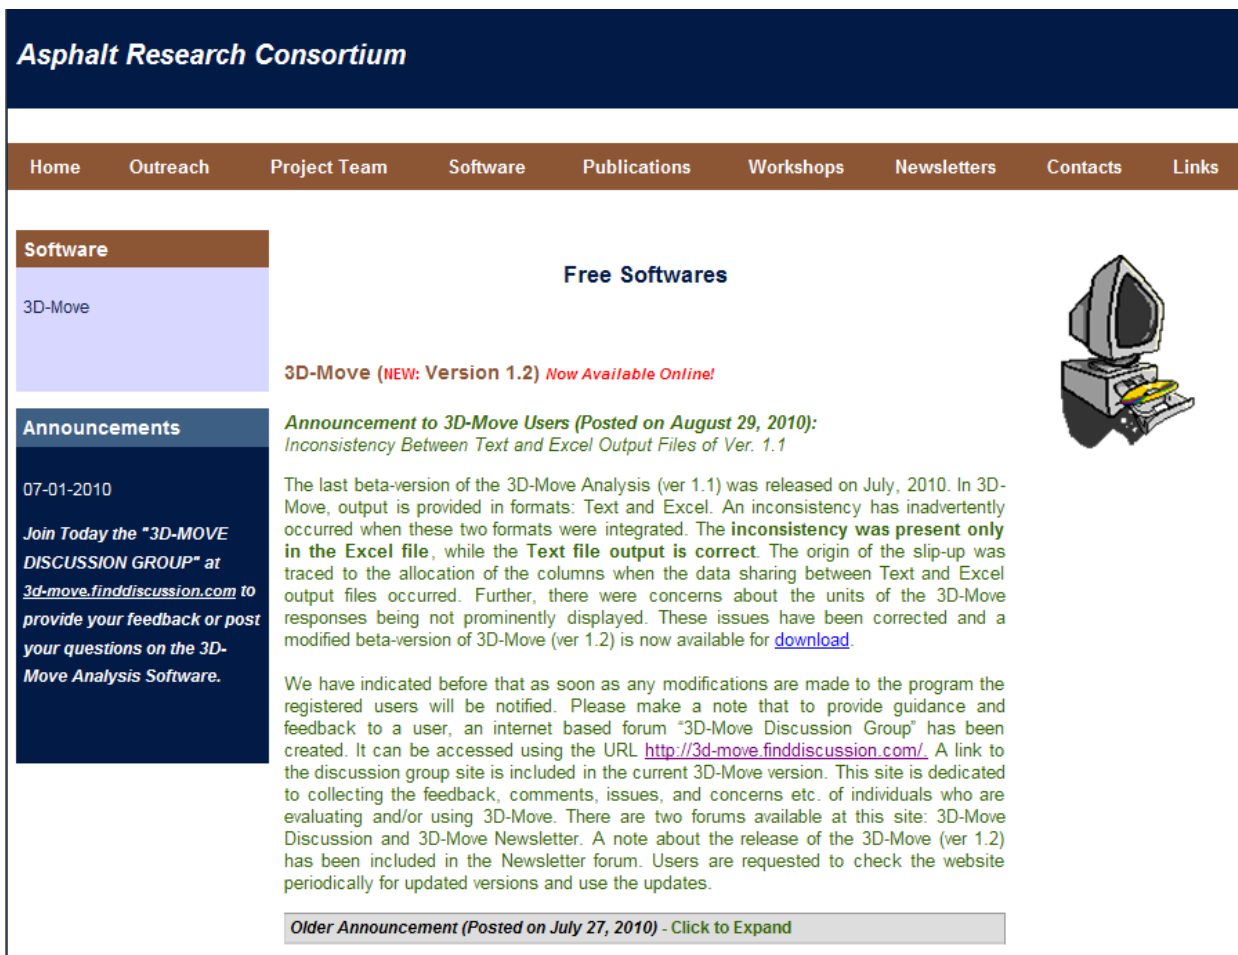 Asphalt Research Consortium
Home Outreach Project Team Software Publications Workshops Newsletters Contacts Links
Software
3D-Move
Announcements
07-01-2010
Join Today the "3D-MOVE
DISCUSSION GROUP" at
3d-move.finddiscussion.com to
provide your feedback or post
your questions on the 3D-
Move Analysis Software.
Free Softwares
3D-Move (NEW: Version 1.2) Now Available Online!
Announcement to 3D-Move Users (Posted on August 29, 2010):
Inconsistency Between Text and Excel Output Files of Ver. 1.1
The last beta-version of the 3D-Move Analysis (ver 1.1) was released on July, 2010. In 3D-
Move, output is provided in formats: Text and Excel. An inconsistency has inadvertently
occurred when these two formats were integrated. The inconsistency was present only
in the Excel file, while the Text file output is correct. The origin of the slip-up was
traced to the allocation of the columns when the data sharing between Text and Excel
output files occurred. Further, there were concerns about the units of the 3D-Move
responses being not prominently displayed. These issues have been corrected and a
modified beta-version of 3D-Move (ver 1.2) is now available for download.
We have indicated before that as soon as any modifications are made to the program the
registered users will be notified. Please make a note that to provide guidance and
feedback to a user, an internet based forum “3D-Move Discussion Group” has been
created. It can be accessed using the URL http://3d-move.finddiscussion.com/. A link to
the discussion group site is included in the current 3D-Move version. This site is dedicated
to collecting the feedback, comments, issues, and concerns etc. of individuals who are
evaluating and/or using 3D-Move. There are two forums available at this site: 3D-Move
Discussion and 3D-Move Newsletter. A note about the release of the 3D-Move (ver 1.2)
has been included in the Newsletter forum. Users are requested to check the website
periodically for updated versions and use the updates.
Older Announcement (Posted on July 27, 2010) - Click to Expand